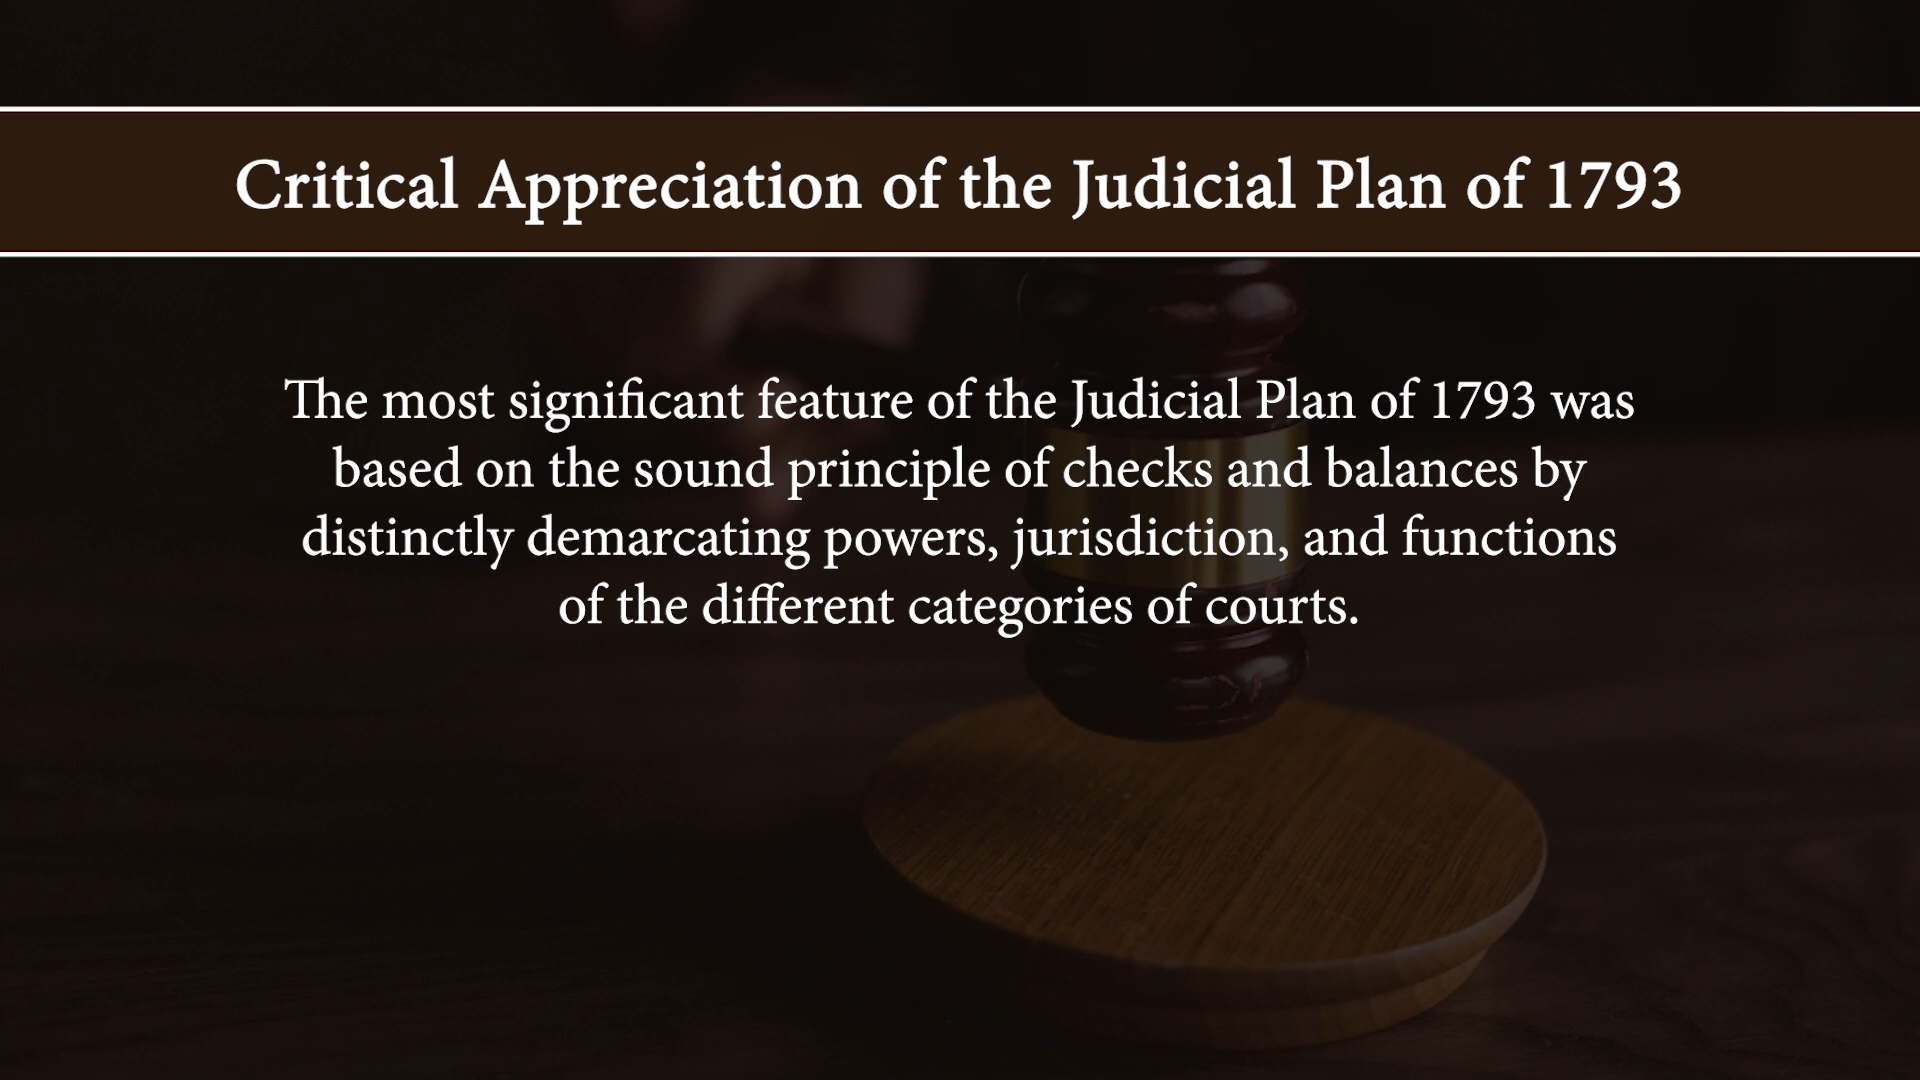 Critical Appreciation of the Judicial Plan of 1793
The most significant feature of the Judicial Plan of 1793 was
based on the sound principle of checks and balances by
distinctly demarcating powers, jurisdiction, and functions
of the different categories of courts.